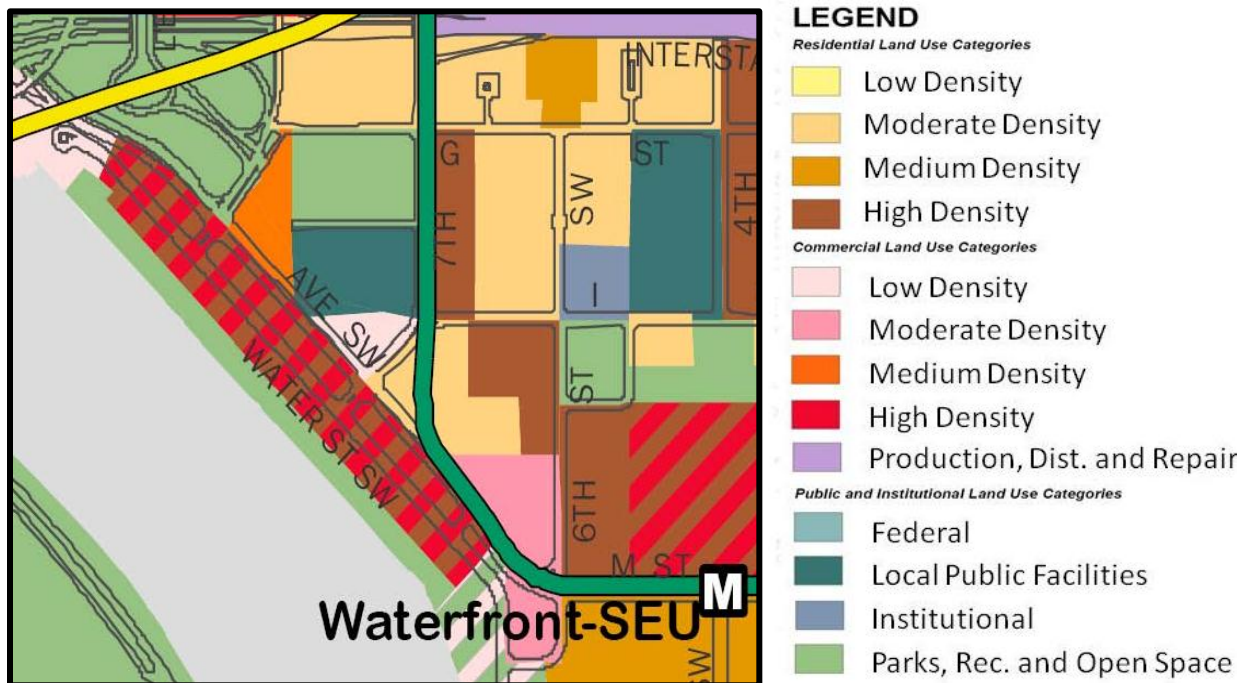 LEGEND
Residential Land Use Categories
Low Density
Moderate Density
Medium Density
High Density
Commercial Land Use Categories
Low Density
Moderate Density
Medium Density
High Density
Production, Dist. and Repair
Public and Institutional Land Use Categories
Federal
Local Public Facilities
Institutional
Parks, Rec. and Open Space
INTERSTA
G
ST
SW
4TH
7TH
I
AVE SW
WATER ST SW
ST
6TH
M ST
M
Waterfront-SEU
SW